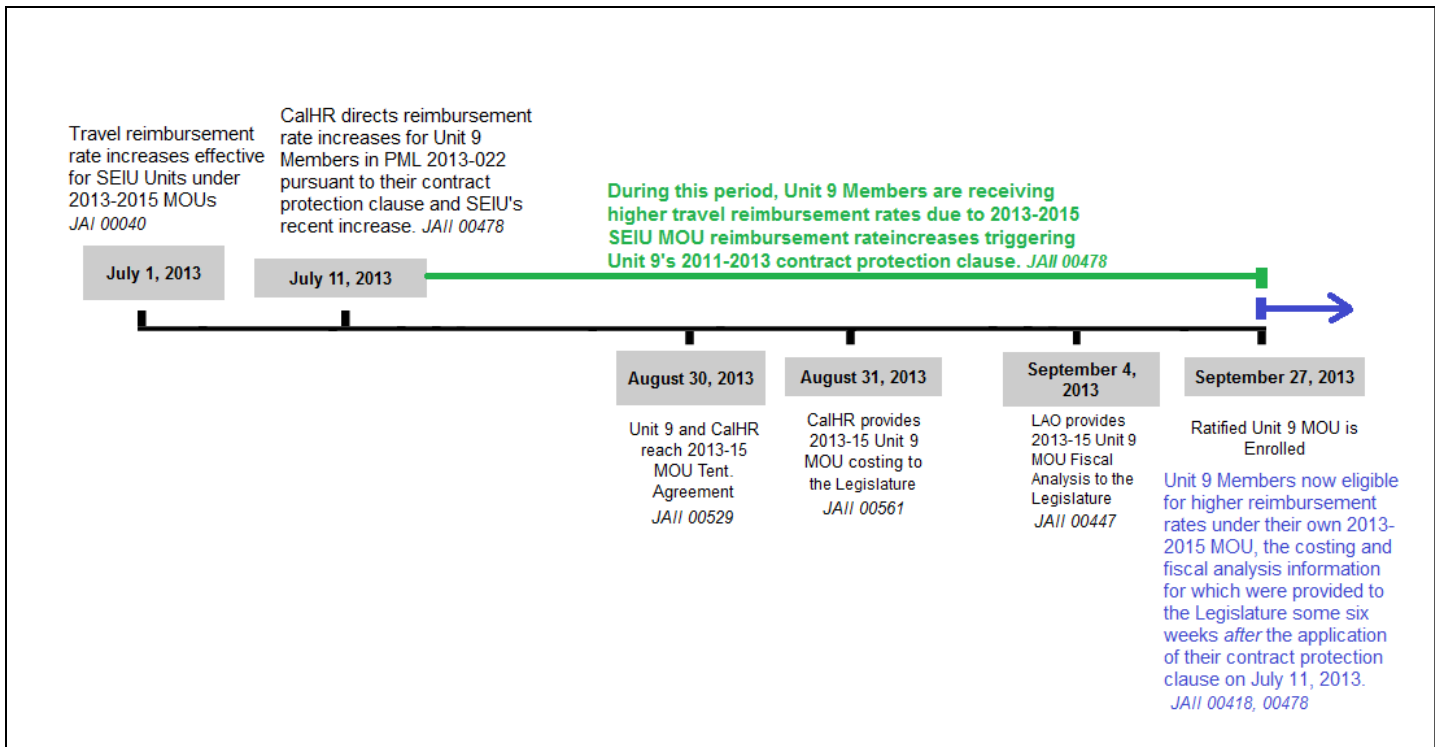 Travel reimbursement
rate increases effective
for SEIU Units under
2013-2015 MOUs
JAI 00040
July 1, 2013
CalHR directs reimbursement
rate increases for Unit 9
Members in PML 2013-022
pursuant to their contract
protection clause and SEIU's
recent increase. JAII 00478
July 11, 2013
During this period, Unit 9 Members are receiving
higher travel reimbursement rates due to 2013-2015
SEIU MOU reimbursement rateincreases triggering
Unit 9's 2011-2013 contract protection clause. JAII 00478
August 30, 2013
Unit 9 and CalHR
reach 2013-15
MOU Tent.
Agreement
JAII 00529
August 31, 2013
CalHR provides
2013-15 Unit 9
MOU costing to
the Legislature
JAII 00561
September 4,
2013
LAO provides
2013-15 Unit 9
MOU Fiscal
Analysis to the
Legislature
JAII 00447
September 27, 2013
Ratified Unit 9 MOU is
Enrolled
Unit 9 Members now eligible
for higher reimbursement
rates under their own 2013-
2015 MOU, the costing and
fiscal analysis information
for which were provided to
the Legislature some six
weeks after the application
of their contract protection
clause on July 11, 2013.
JAII 00418, 00478